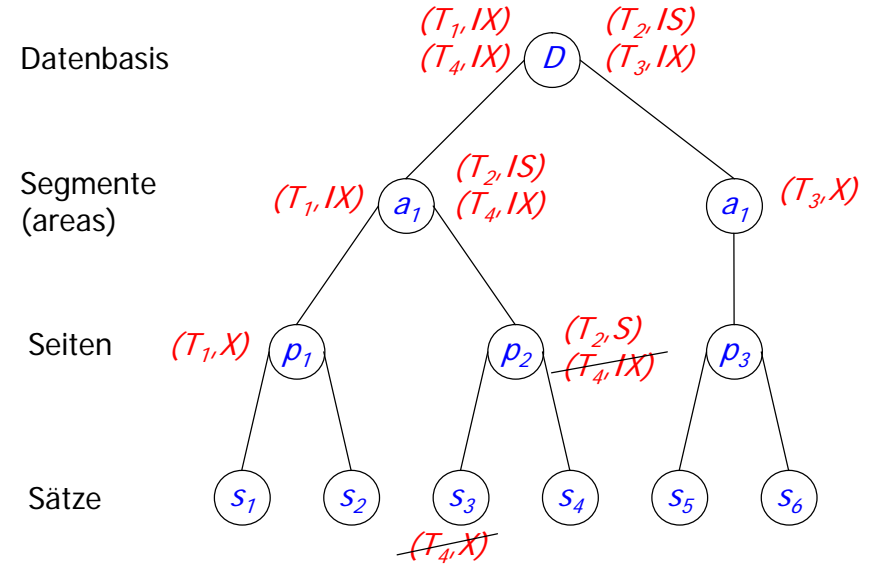 (T₁, IX) (T₂, IS)
Datenbasis (T₄, IX) D (T₃, IX)
(T₂, IS)
Segmente (T₁, IX) a₁ (T₄, IX) a₁ (T₃, X)
(areas)
(T₂, S)
Seiten (T₁, X) p₁ p₂ (T₄, IX) p₃
Sätze s₁ s₂ s₃ s₄ s₅ s₆
(T₄, X)